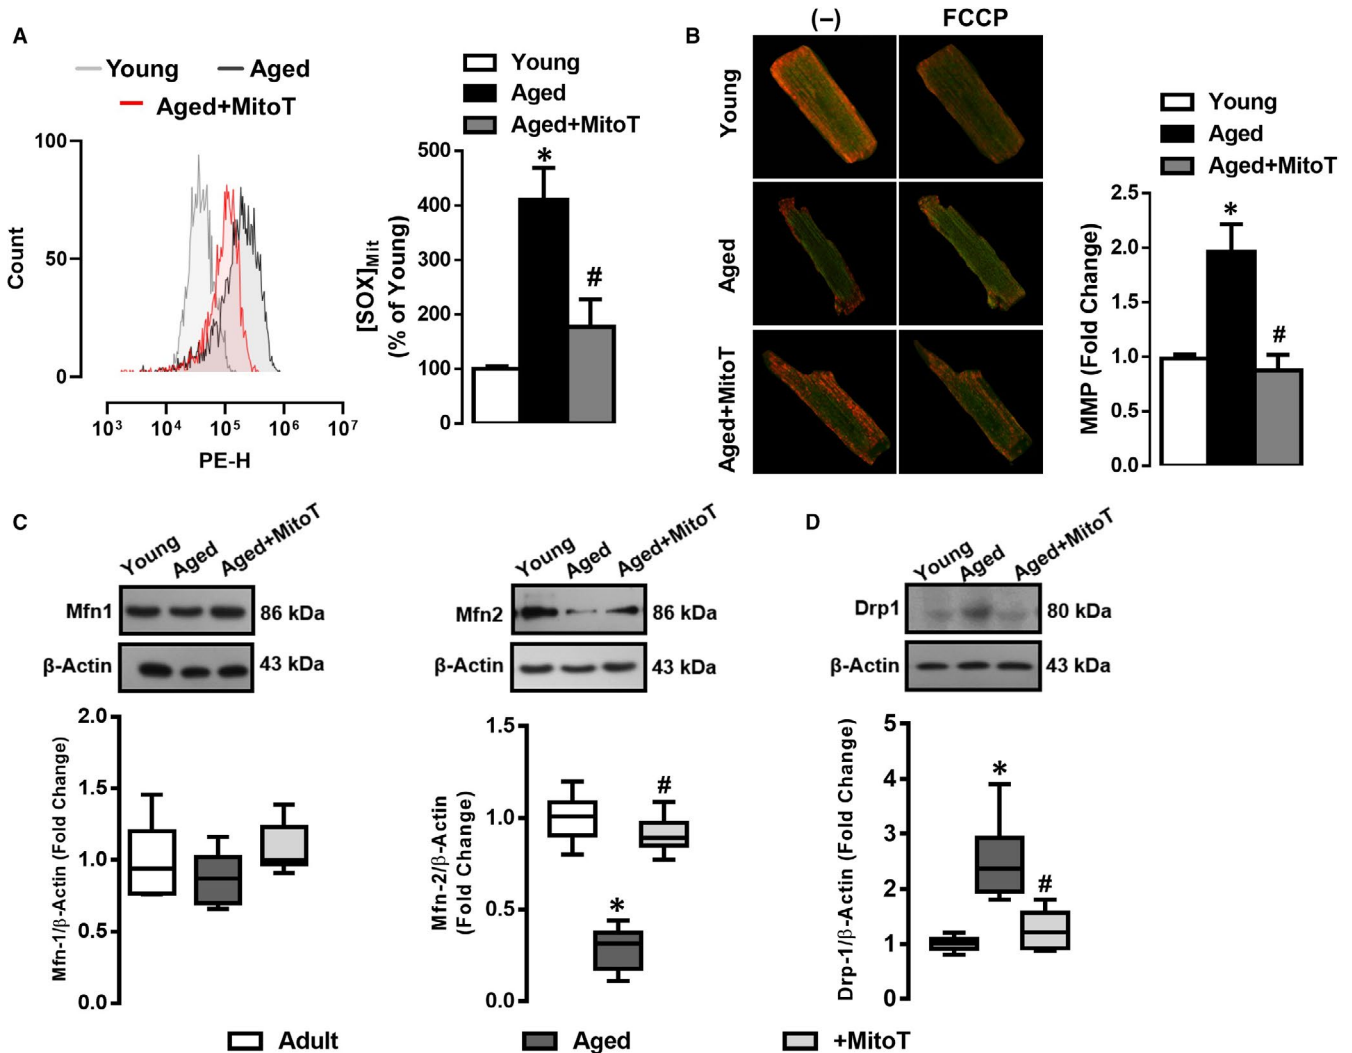 A
Young
Aged
Aged+MitoT
Count
100
50
0
10³
10⁴
10⁵
10⁶
10⁷
PE-H
Young
Aged
Aged+MitoT
[SOX]Mit
(% of Young)
500
400
300
200
100
0
*
#
B
(–)
FCCP
Young
Aged
Aged+MitoT
Young
Aged
Aged+MitoT
MMP (Fold Change)
2.5
2.0
1.5
1.0
0.5
0.0
*
#
C
Young
Aged
Aged+MitoT
Mfn1
86 kDa
β-Actin
43 kDa
Mfn-1/β-Actin (Fold Change)
2.0
1.5
1.0
0.5
0.0
Young
Aged
Aged+MitoT
Mfn2
86 kDa
β-Actin
43 kDa
Mfn-2/β-Actin
(Fold Change)
1.5
1.0
0.5
0.0
*
#
D
Young
Aged
Aged+MitoT
Drp1
80 kDa
β-Actin
43 kDa
Drp-1/β-Actin (Fold Change)
5
4
3
2
1
0
*
#
Adult
Aged
+MitoT